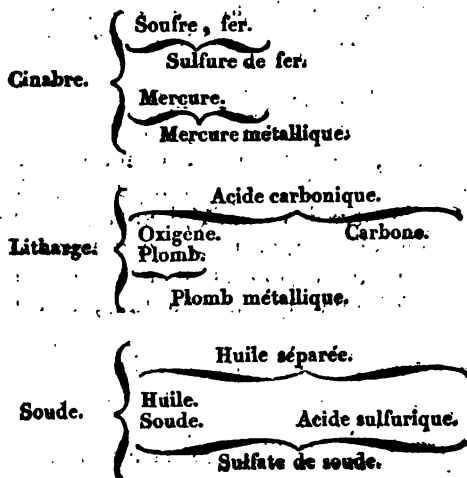 Soufre, fer.
Sulfure de fer.
Cinabre.
Mercure.
Mercure métallique.
Acide carbonique.
Oxigène. Carbone.
Litharge.
Plomb.
Plomb métallique.
Huile séparée.
Huile.
Soude.
Soude. Acide sulfurique.
Sulfate de soude.